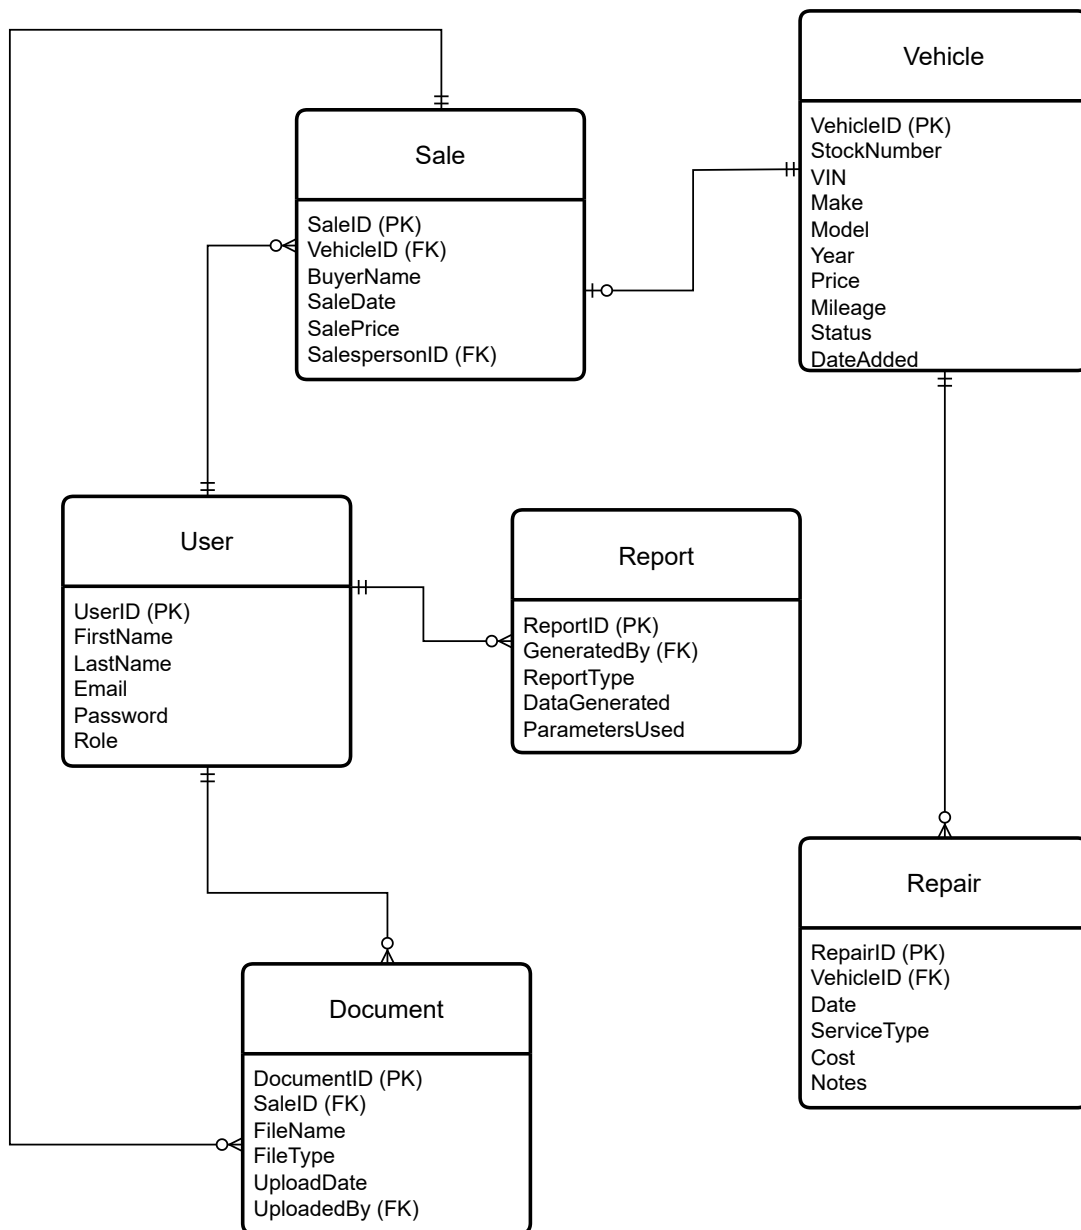 Vehicle
VehicleID (PK)
StockNumber
VIN
Make
Model
Year
Price
Mileage
Status
DateAdded
Sale
SaleID (PK)
VehicleID (FK)
BuyerName
SaleDate
SalePrice
SalespersonID (FK)
User
UserID (PK)
FirstName
LastName
Email
Password
Role
Report
ReportID (PK)
GeneratedBy (FK)
ReportType
DataGenerated
ParametersUsed
Repair
RepairID (PK)
VehicleID (FK)
Date
ServiceType
Cost
Notes
Document
DocumentID (PK)
SaleID (FK)
FileName
FileType
UploadDate
UploadedBy (FK)